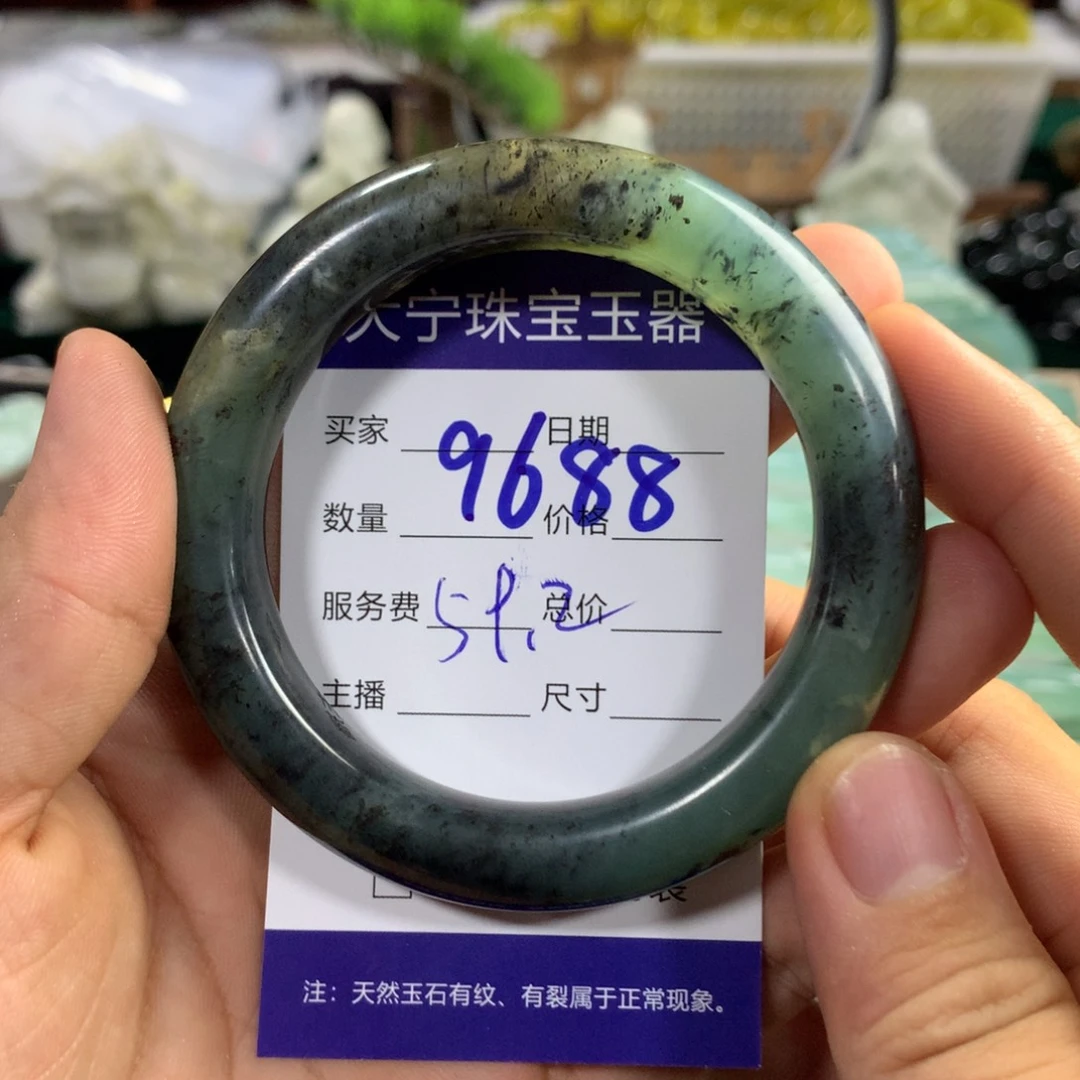 天宁珠宝玉器
买家 9688 日期
数量 价格
服务费 总价
主播 尺寸
装
注：天然玉石有纹、有裂属于正常现象。